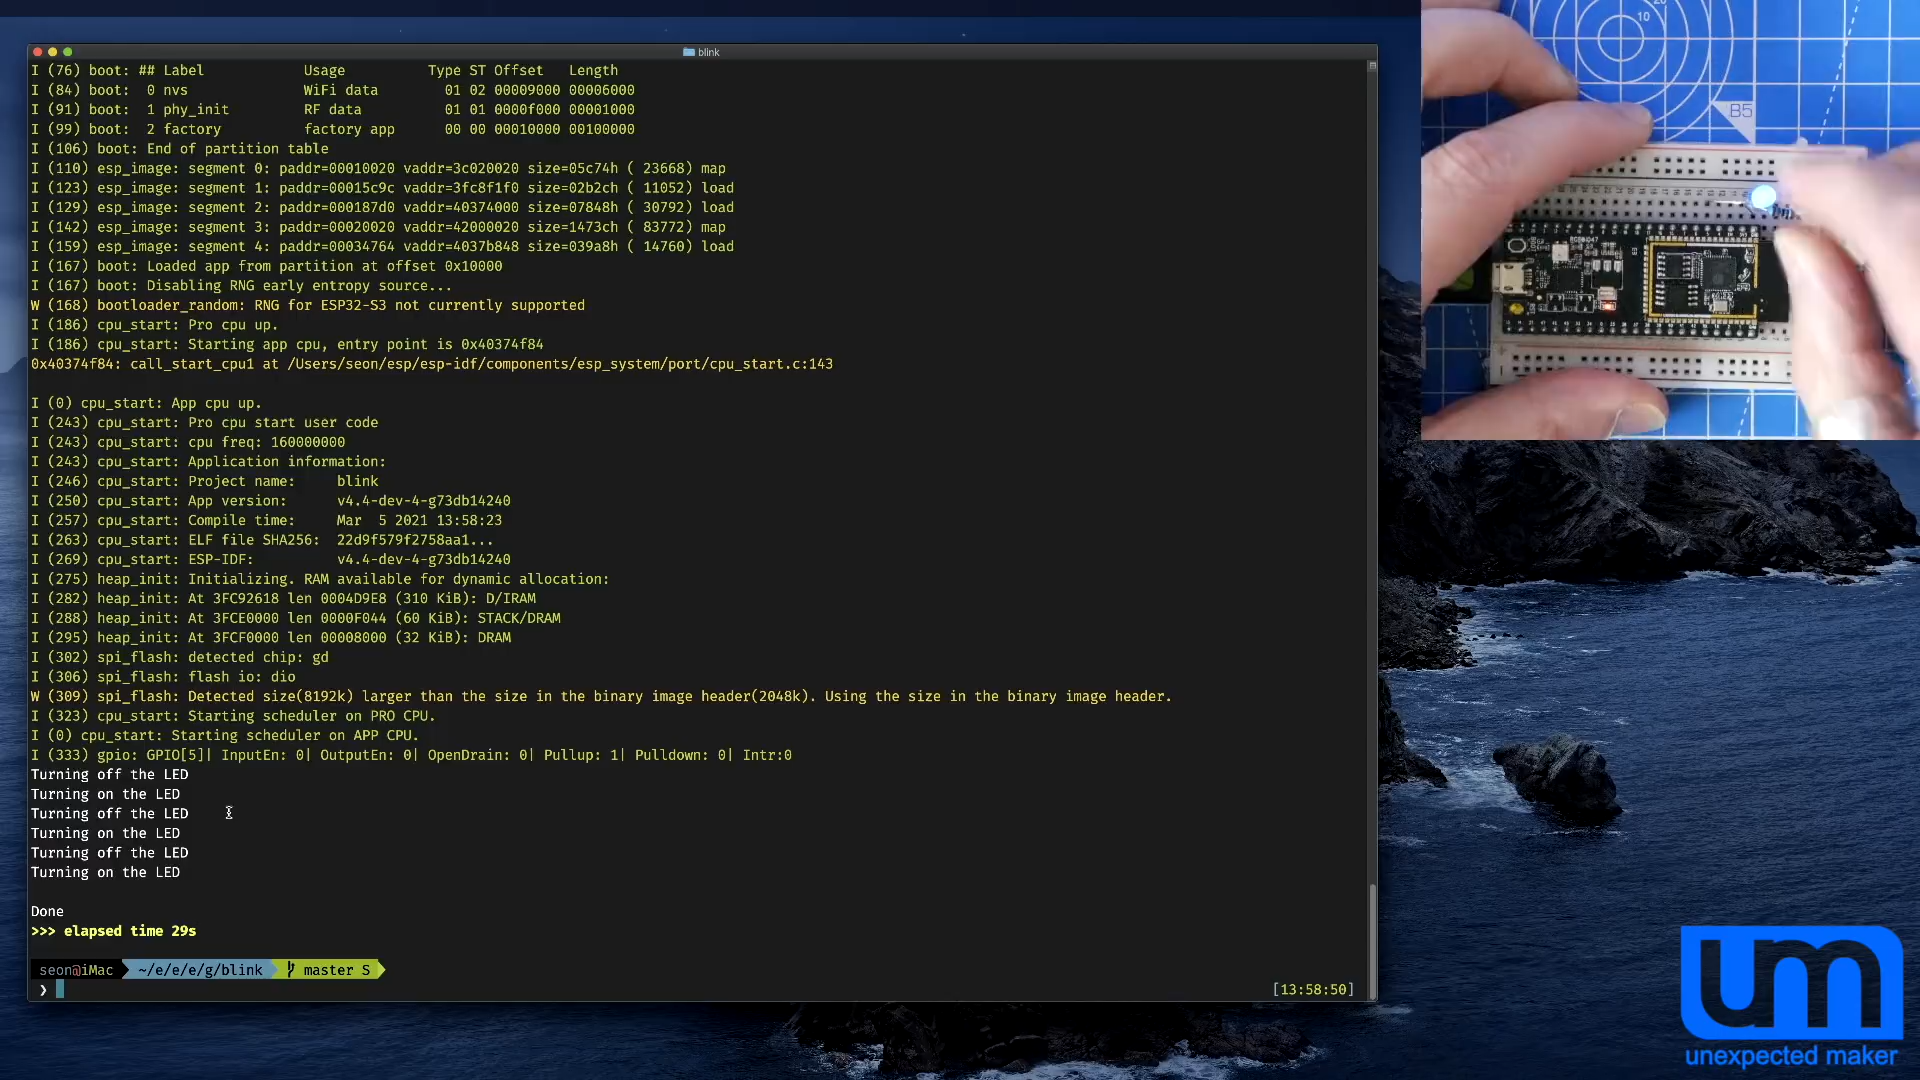 blink
I (76) boot: ## Label            Usage          Type ST Offset   Length
I (84) boot:  0 nvs              WiFi data        01 02 00009000 00006000
I (91) boot:  1 phy_init         RF data          01 01 0000f000 00001000
I (99) boot:  2 factory          factory app      00 00 00010000 00100000
I (106) boot: End of partition table
I (110) esp_image: segment 0: paddr=00010020 vaddr=3c020020 size=05c74h ( 23668) map
I (123) esp_image: segment 1: paddr=00015c9c vaddr=3fc8f1f0 size=02b2ch ( 11052) load
I (129) esp_image: segment 2: paddr=000187d0 vaddr=40374000 size=07848h ( 30792) load
I (142) esp_image: segment 3: paddr=00020020 vaddr=42000020 size=1473ch ( 83772) map
I (159) esp_image: segment 4: paddr=00034764 vaddr=4037b848 size=039a8h ( 14760) load
I (167) boot: Loaded app from partition at offset 0x10000
I (167) boot: Disabling RNG early entropy source...
W (168) bootloader_random: RNG for ESP32-S3 not currently supported
I (186) cpu_start: Pro cpu up.
I (186) cpu_start: Starting app cpu, entry point is 0x40374f84
0x40374f84: call_start_cpu1 at /Users/seon/esp/esp-idf/components/esp_system/port/cpu_start.c:143
I (0) cpu_start: App cpu up.
I (243) cpu_start: Pro cpu start user code
I (243) cpu_start: cpu freq: 160000000
I (243) cpu_start: Application information:
I (246) cpu_start: Project name:     blink
I (250) cpu_start: App version:      v4.4-dev-4-g73db14240
I (257) cpu_start: Compile time:     Mar  5 2021 13:58:23
I (263) cpu_start: ELF file SHA256:  22d9f579f2758aa1...
I (269) cpu_start: ESP-IDF:          v4.4-dev-4-g73db14240
I (275) heap_init: Initializing. RAM available for dynamic allocation:
I (282) heap_init: At 3FC92618 len 0004D9E8 (310 KiB): D/IRAM
I (288) heap_init: At 3FCE0000 len 0000F044 (60 KiB): STACK/DRAM
I (295) heap_init: At 3FCF0000 len 00008000 (32 KiB): DRAM
I (302) spi_flash: detected chip: gd
I (306) spi_flash: flash io: dio
W (309) spi_flash: Detected size(8192k) larger than the size in the binary image header(2048k). Using the size in the binary image header.
I (323) cpu_start: Starting scheduler on PRO CPU.
I (0) cpu_start: Starting scheduler on APP CPU.
I (333) gpio: GPIO[5]| InputEn: 0| OutputEn: 0| OpenDrain: 0| Pullup: 1| Pulldown: 0| Intr:0
Turning off the LED
Turning on the LED
Turning off the LED
Turning on the LED
Turning off the LED
Turning on the LED
Done
>>> elapsed time 29s
seon@iMac ~/e/e/e/g/blink master S
❯ [13:58:50]
10
B5
um
unexpected maker